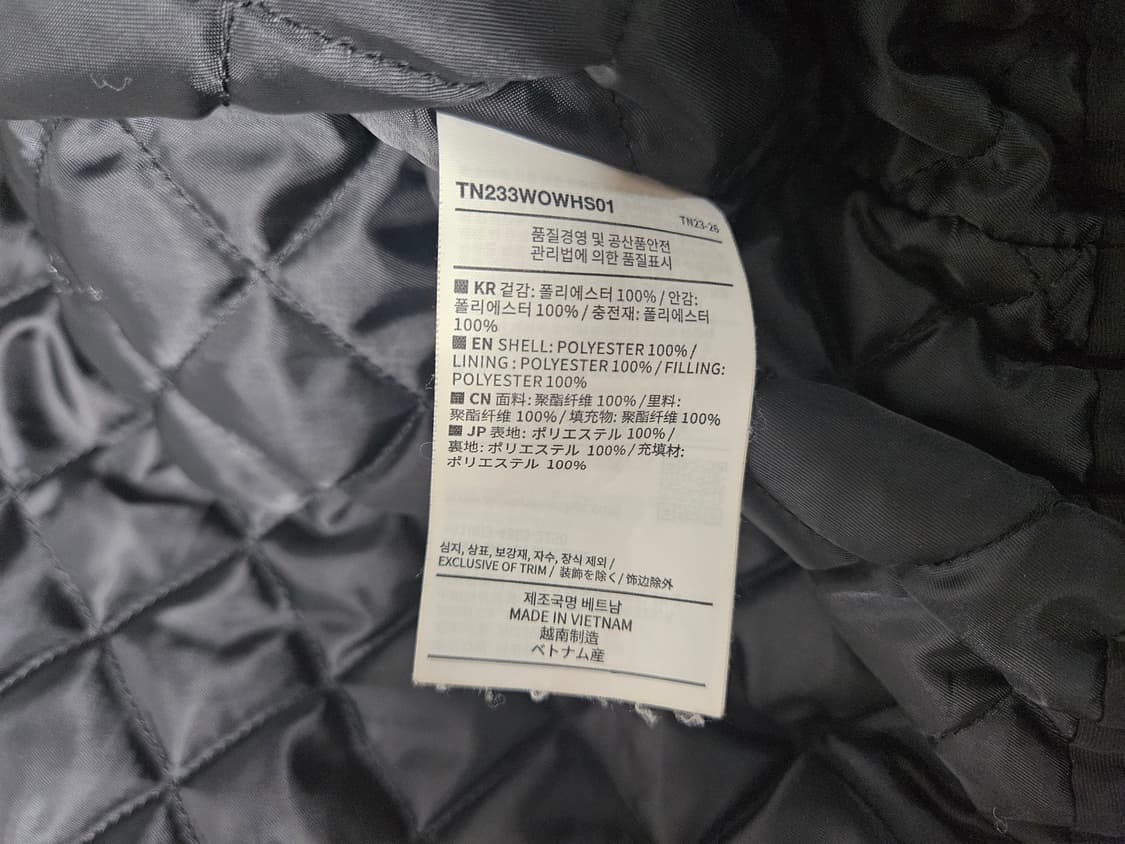 TN233WOWHS01
TN23-26
품질경영 및 공산품안전
관리법에 의한 품질표시
KR 겉감: 폴리에스터 100% / 안감:
폴리에스터 100% / 충전재: 폴리에스터
100%
EN SHELL: POLYESTER 100% /
LINING : POLYESTER 100% / FILLING:
POLYESTER 100%
CN 面料: 聚酯纤维 100% / 里料:
聚酯纤维 100% / 填充物: 聚酯纤维 100%
JP 表地: ポリエステル 100% /
裏地: ポリエステル 100% / 充填材:
ポリエステル 100%
심지, 상표, 보강재, 자수, 장식 제외 /
EXCLUSIVE OF TRIM / 装飾を除く / 饰边除外
제조국명 베트남
MADE IN VIETNAM
越南制造
ベトナム産